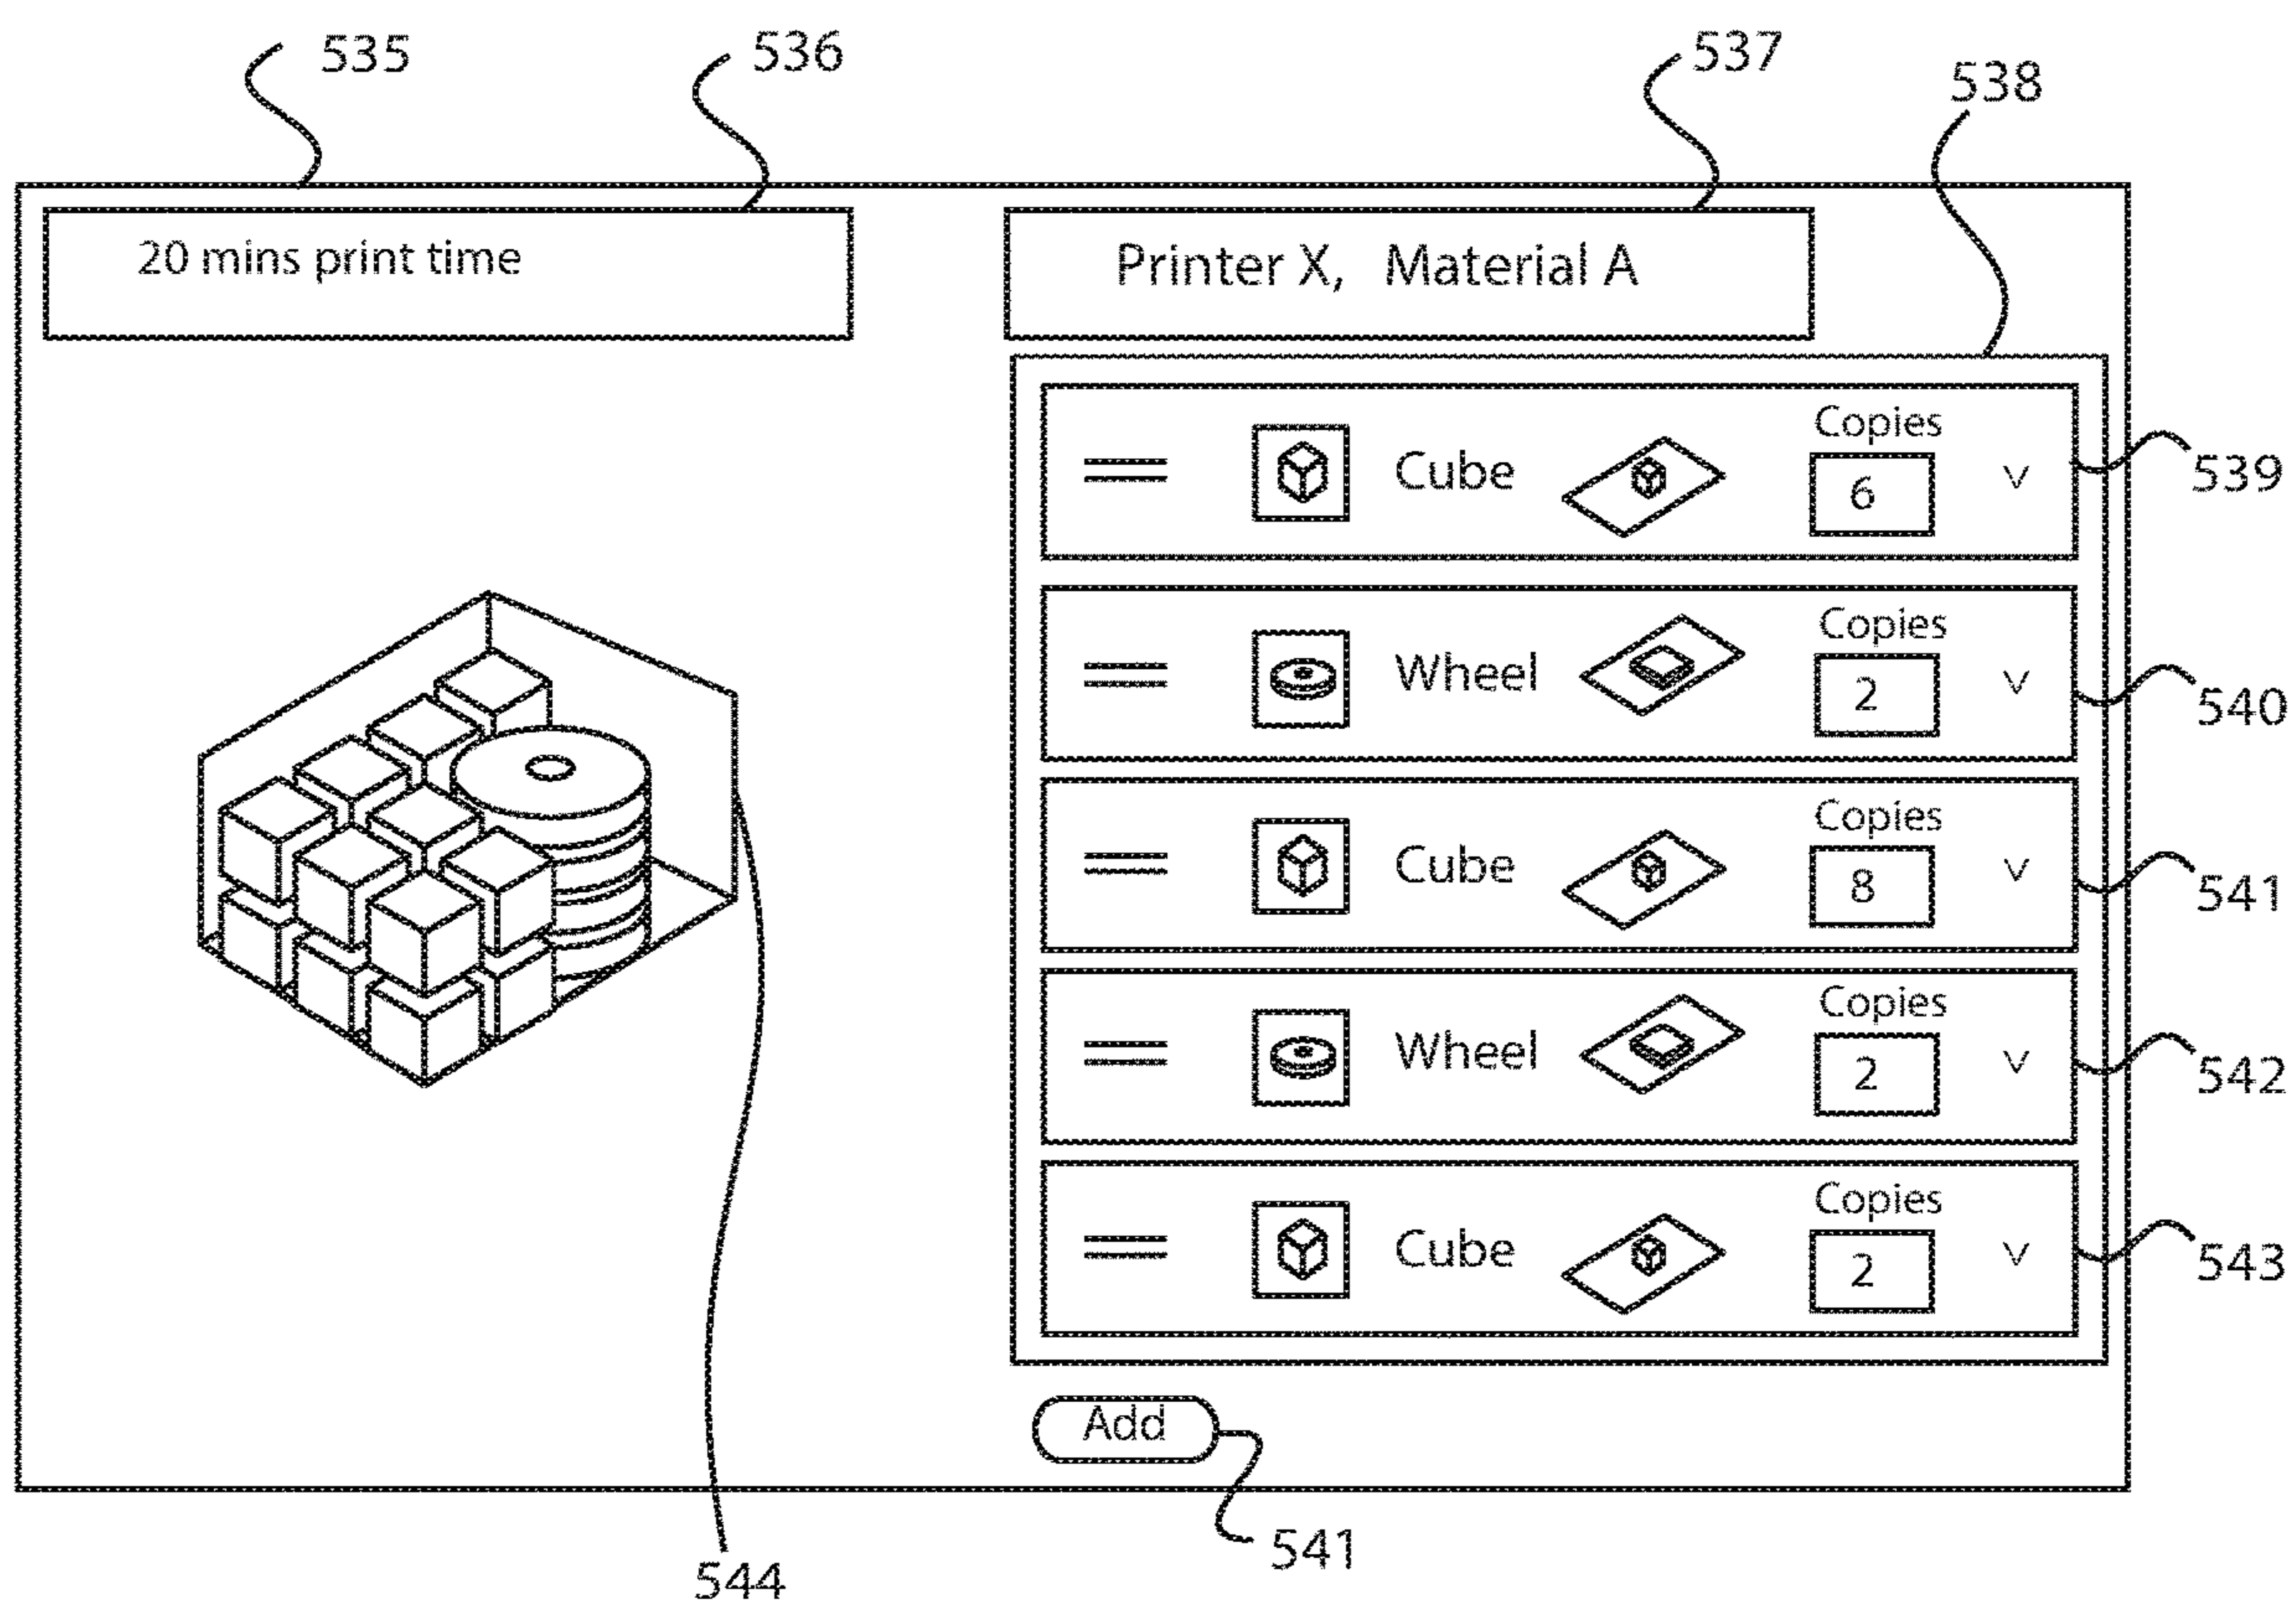 535
536
537
538
20 mins print time
Printer X, Material A
Copies
Cube
6
539
Copies
Wheel
2
540
Copies
Cube
8
541
Copies
Wheel
2
542
Copies
Cube
2
543
Add
541
544